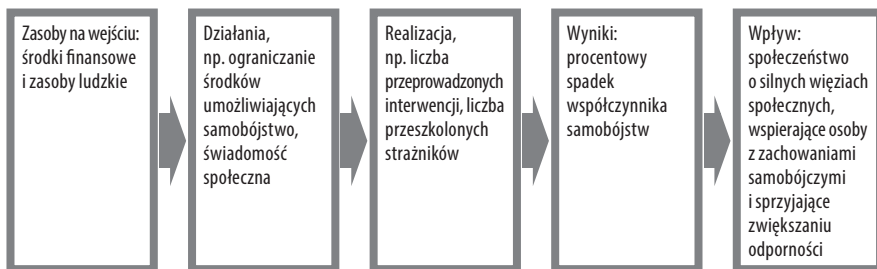 Zasoby na wejściu:
środki finansowe
i zasoby ludzkie
Działania,
np. ograniczanie
środków
umożliwiających
samobójstwo,
świadomość
społeczna
Realizacja,
np. liczba
przeprowadzonych
interwencji, liczba
przeszkolonych
strażników
Wyniki:
procentowy
spadek
współczynnika
samobójstw
Wpływ:
społeczeństwo
o silnych więziach
społecznych,
wspierające osoby
z zachowaniami
samobójczymi
i sprzyjające
zwiększaniu
odporności